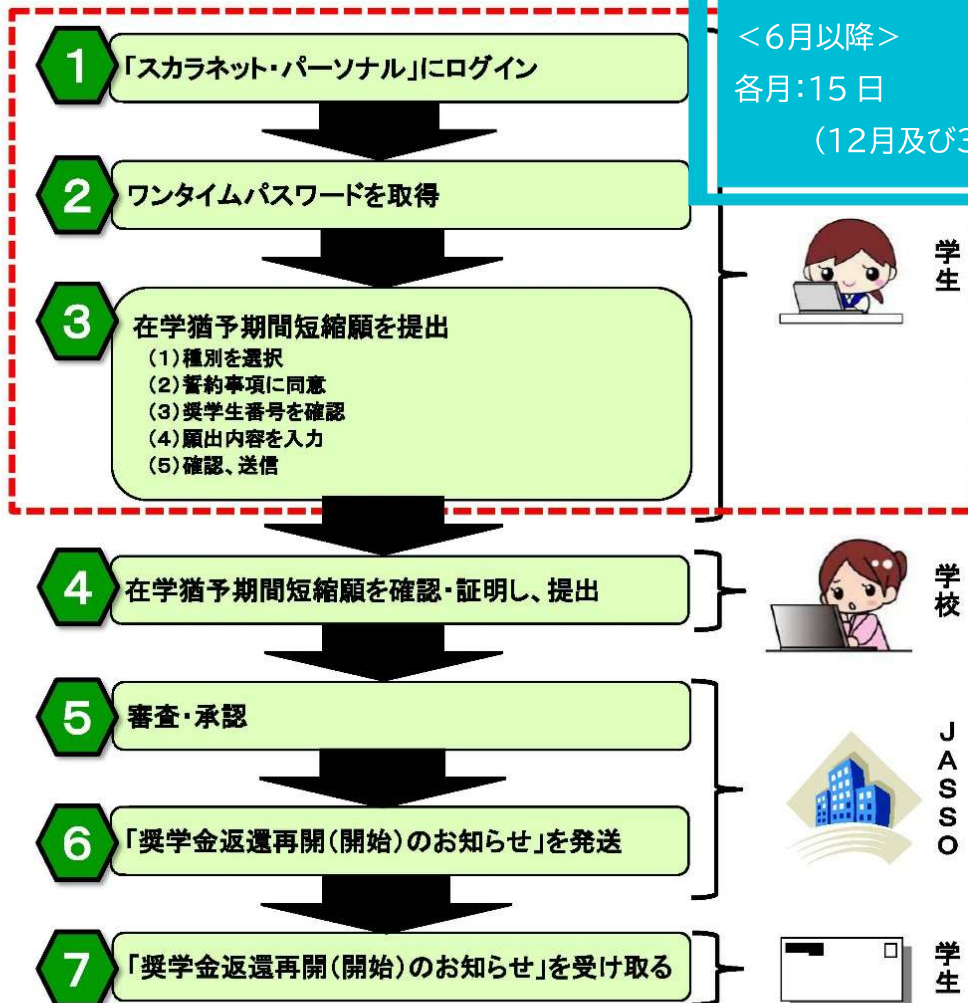 <6月以降>
各月:15日
(12月及び3
1
「スカラネット・パーソナル」にログイン
2
ワンタイムパスワードを取得
3
在学猶予期間短縮願を提出
(1)種別を選択
(2)誓約事項に同意
(3)奨学生番号を確認
(4)願出内容を入力
(5)確認、送信
学生
4
在学猶予期間短縮願を確認・証明し、提出
学校
5
審査・承認
6
「奨学金返還再開(開始)のお知らせ」を発送
JASSO
7
「奨学金返還再開(開始)のお知らせ」を受け取る
学生